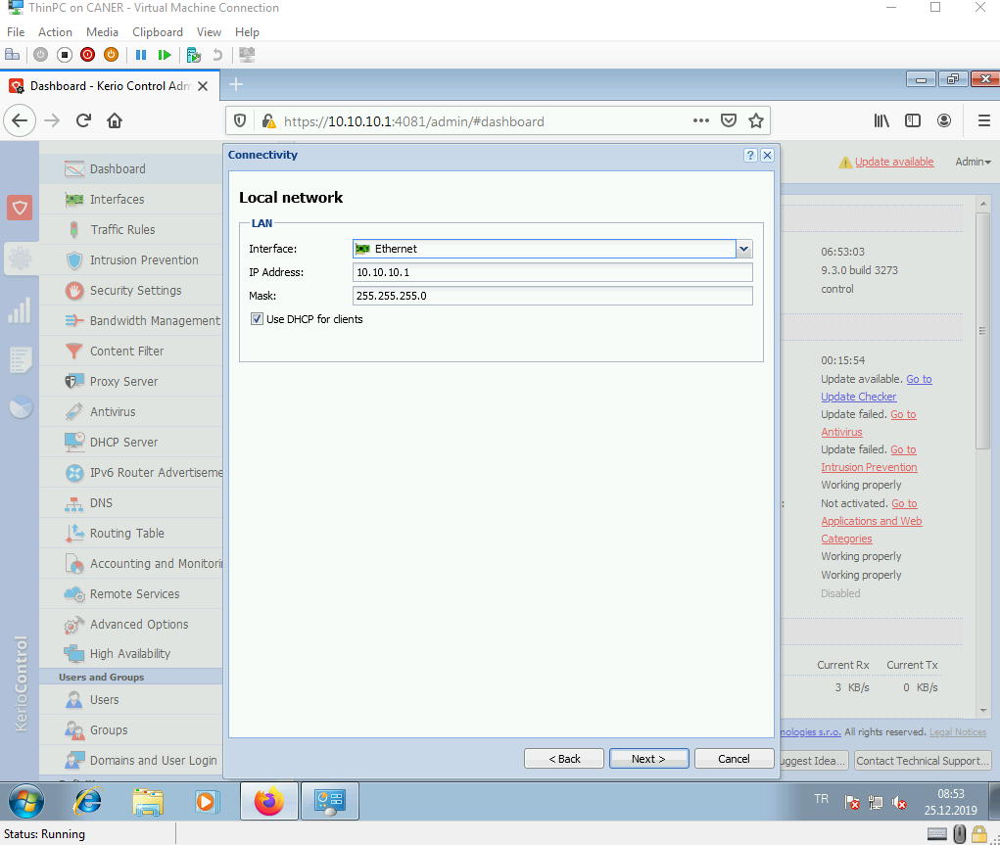 ThinPC on CANER - Virtual Machine Connection
File Action Media Clipboard View Help
Dashboard - Kerio Control Adm
https://10.10.10.1:4081/admin/#dashboard
Connectivity
Update available Admin
Dashboard
Interfaces
Traffic Rules
Intrusion Prevention
Security Settings
Bandwidth Management
Content Filter
Proxy Server
Antivirus
DHCP Server
IPv6 Router Advertiseme
DNS
Routing Table
Accounting and Monitori
Remote Services
Advanced Options
High Availability
Users and Groups
Users
Groups
Domains and User Login
KerioControl
Local network
LAN
Interface: Ethernet
IP Address: 10.10.10.1
Mask: 255.255.255.0
Use DHCP for clients
< Back Next > Cancel
06:53:03
9.3.0 build 3273
control
00:15:54
Update available. Go to
Update Checker
Update failed. Go to
Antivirus
Update failed. Go to
Intrusion Prevention
Working properly
Not activated. Go to
Applications and Web
Categories
Working properly
Working properly
Disabled
Current Rx Current Tx
3 KB/s 0 KB/s
nologies s.r.o. All rights reserved. Legal Notices
uggest Idea... Contact Technical Support...
TR
08:53
25.12.2019
Status: Running